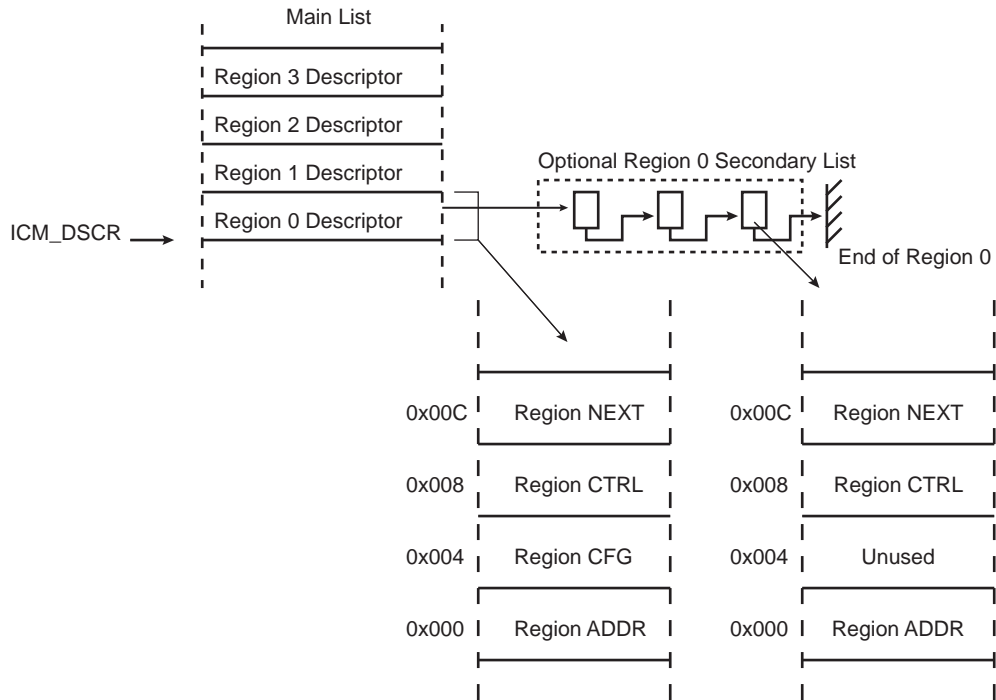 Main List
Region 3 Descriptor
Region 2 Descriptor
Region 1 Descriptor
Region 0 Descriptor
ICM_DSCR
Optional Region 0 Secondary List
End of Region 0
0x00C
Region NEXT
0x008
Region CTRL
0x004
Region CFG
0x000
Region ADDR
0x00C
Region NEXT
0x008
Region CTRL
0x004
Unused
0x000
Region ADDR